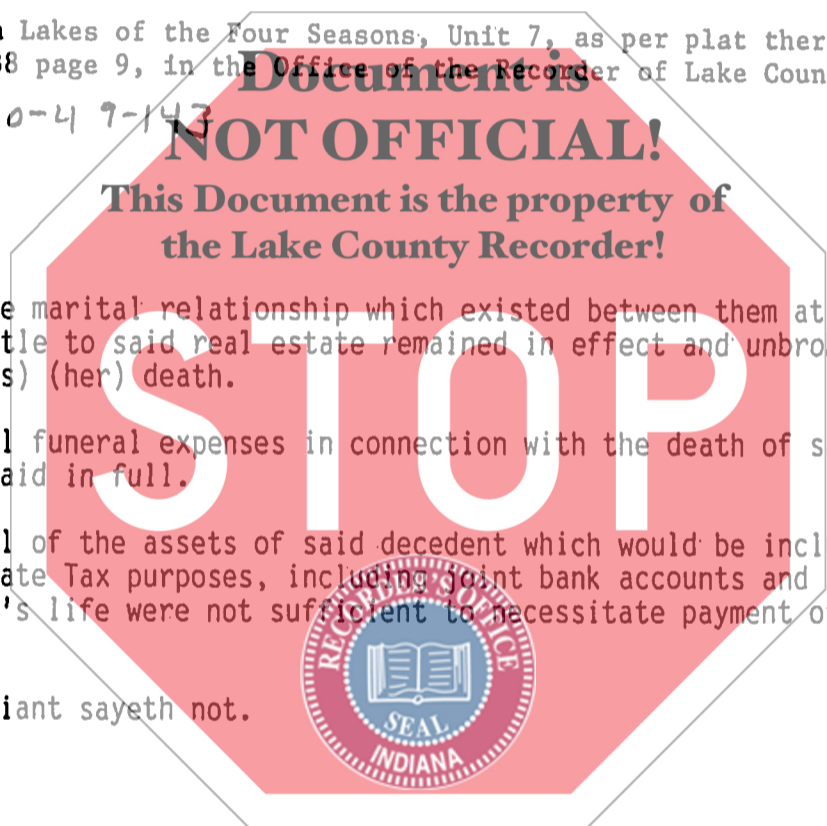 Lakes of the Four Seasons, Unit 7, as per plat ther
38 page 9, in the Office of the Recorder of Lake Coun
Document is
0-49-143
NOT OFFICIAL!
This Document is the property of
the Lake County Recorder!
e marital relationship which existed between them at
tle to said real estate remained in effect and unbro
s) (her) death.
STOP
l funeral expenses in connection with the death of s
aid in full.
l of the assets of said decedent which would be incl
ate Tax purposes, including joint bank accounts and
's life were not sufficient to necessitate payment o
iant sayeth not.
RECORDER'S OFFICE
SEAL
INDIANA